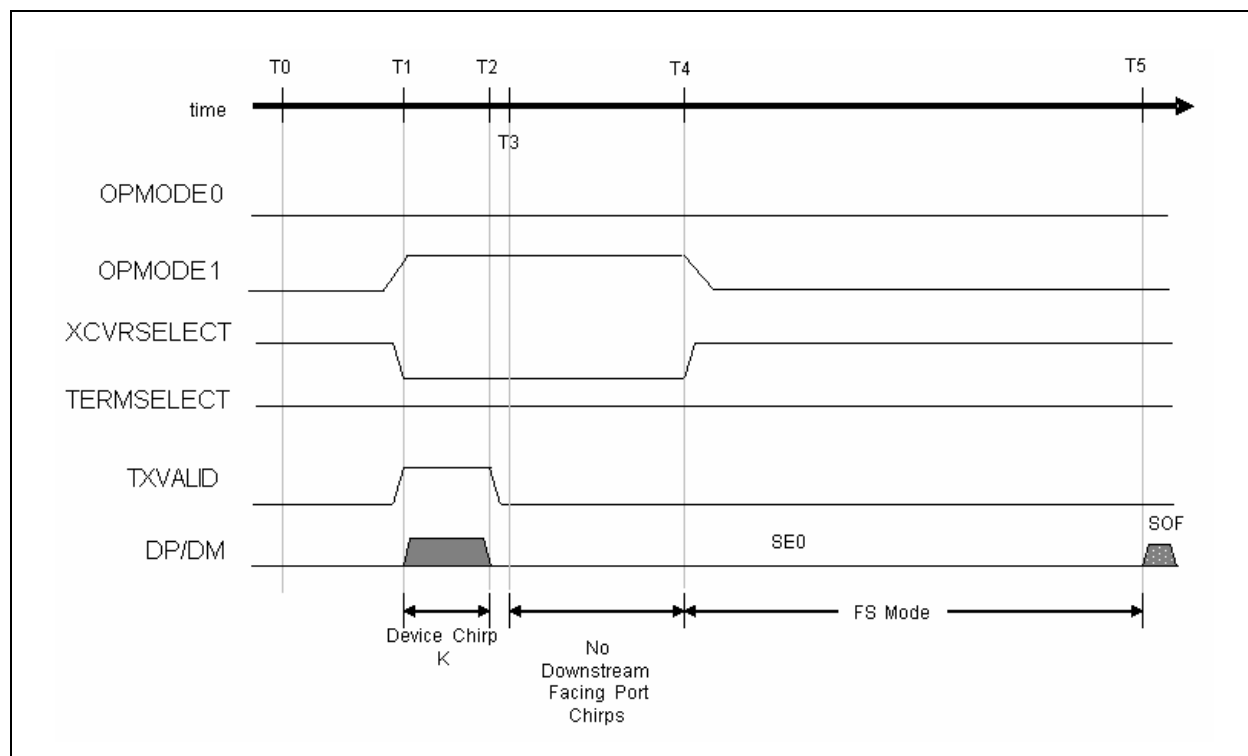 T0 T1 T2 T4 T5
time
T3
OPMODE0
OPMODE1
XCVRSELECT
TERMSELECT
TXVALID
DP/DM
SE0
SOF
Device Chirp
K
No
Downstream
Facing Port
Chirps
FS Mode